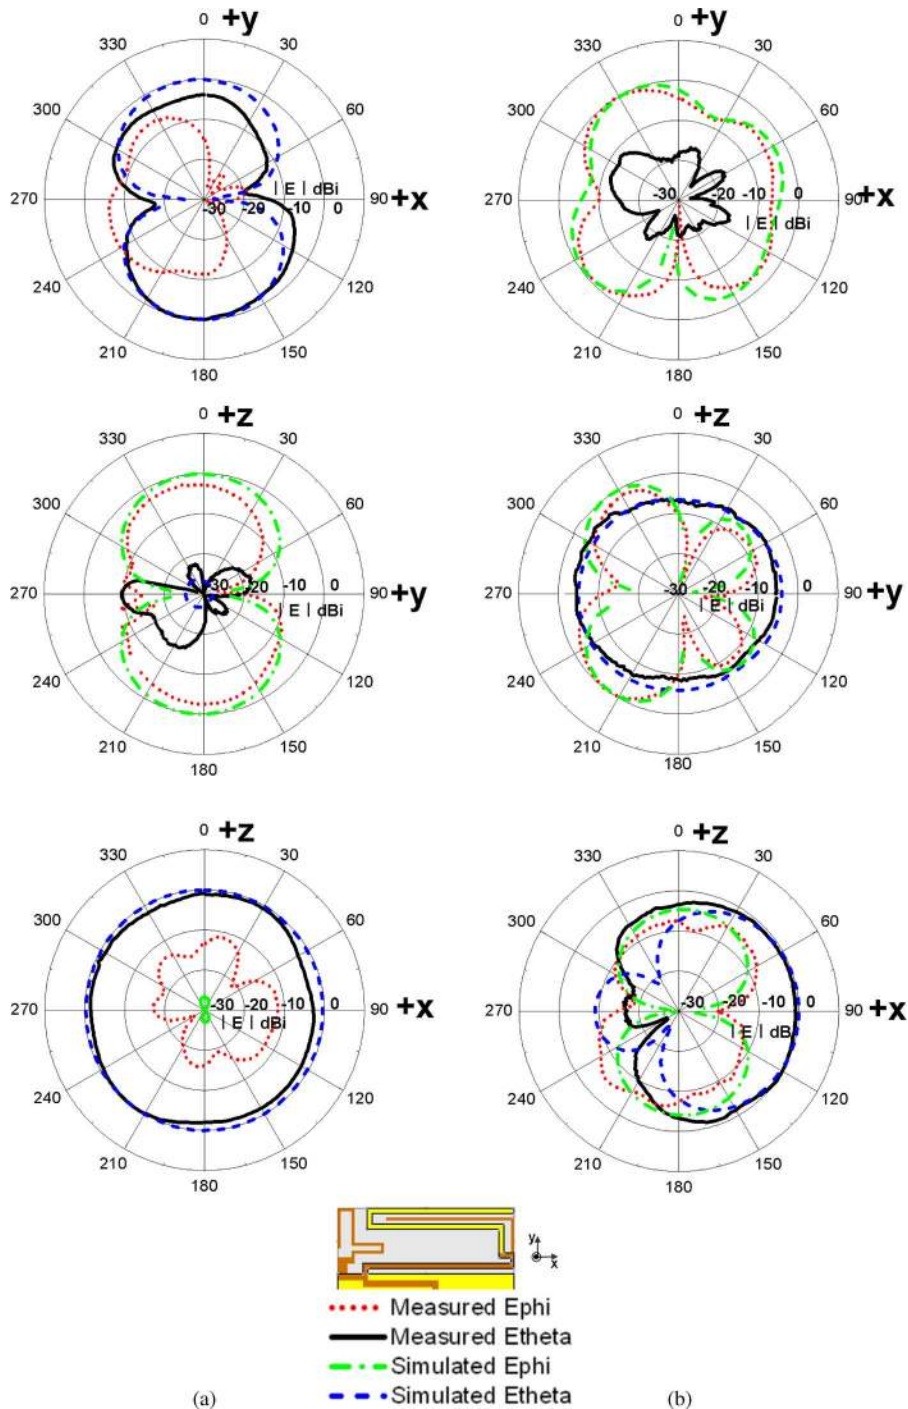 0 +y
330 30
300 60
270 90 +x
-30 -20 -10 0
| E | dBi
240 120
210 150
180
0 +y
330 30
300 60
270 90 +x
-30 -20 -10 0
| E | dBi
240 120
210 150
180
0 +z
330 30
300 60
270 90 +y
-30 -20 -10 0
| E | dBi
240 120
210 150
180
0 +z
330 30
300 60
270 90 +y
-30 -20 -10 0
| E | dBi
240 120
210 150
180
0 +z
330 30
300 60
270 90 +x
-30 -20 -10 0
| E | dBi
240 120
210 150
180
0 +z
330 30
300 60
270 90 +x
-30 -20 -10 0
| E | dBi
240 120
210 150
180
y
x
Measured Ephi
Measured Etheta
Simulated Ephi
Simulated Etheta
(a) (b)